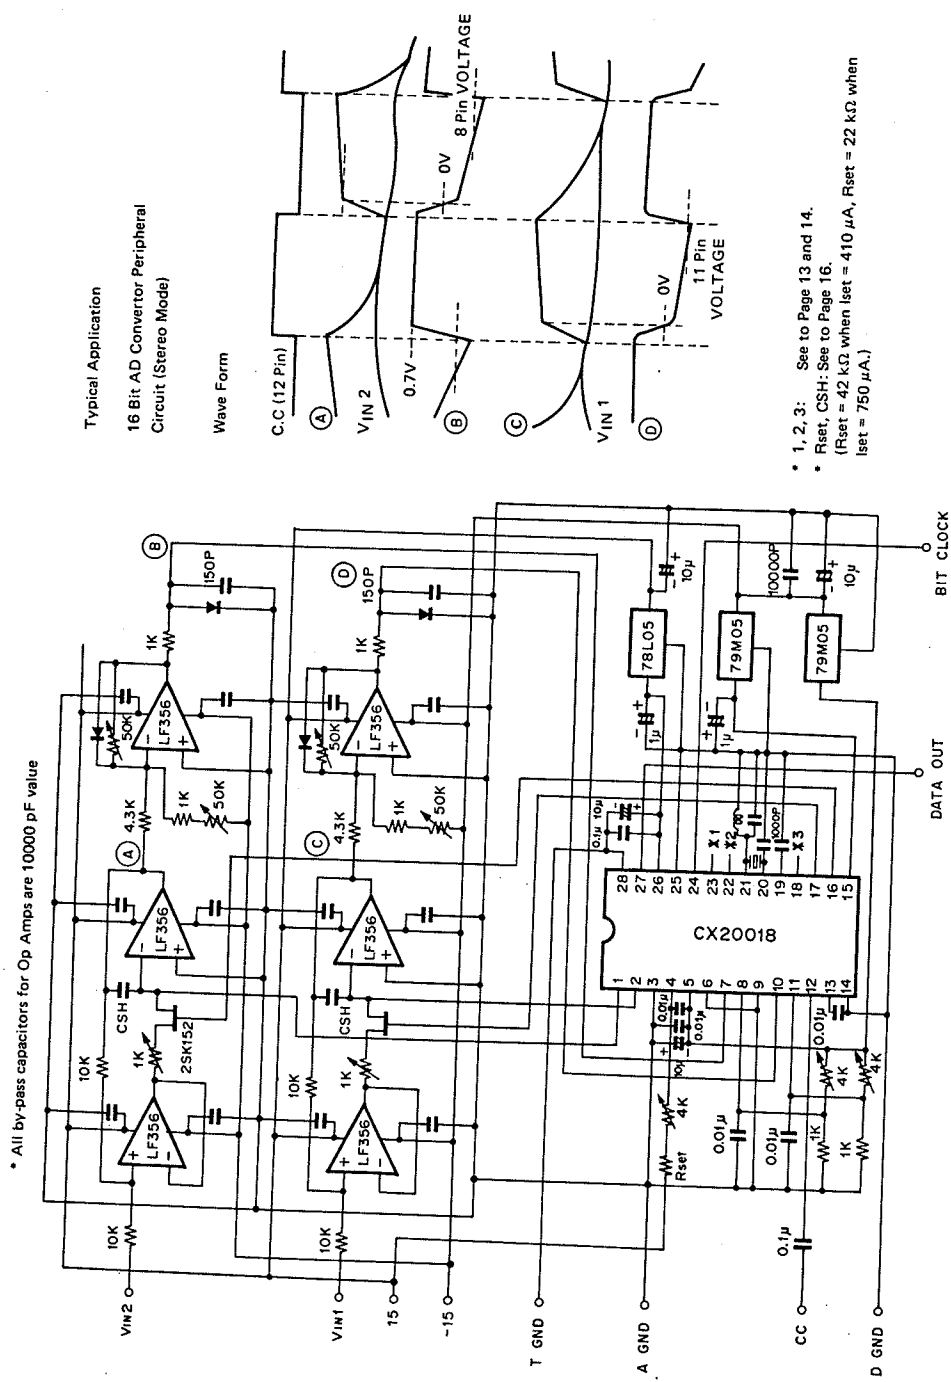 Typical Application
16 Bit AD Convertor Peripheral
Circuit (Stereo Mode)
Wave Form
C.C (12 Pin)
A
VIN 2
0.7V
0V
8 Pin VOLTAGE
B
C
VIN 1
0V
11 Pin
VOLTAGE
D
* 1, 2, 3: See to Page 13 and 14.
* Rset, CSH: See to Page 16.
(Rset = 42 kΩ when Iset = 410 μA, Rset = 22 kΩ when
Iset = 750 μA.)
* All by-pass capacitors for Op Amps are 10000 pF value
VIN2
10K
LF356
10K
1K
2SK152
CSH
LF356
A
4.3K
1K
50K
50K
LF356
1K
150P
B
VIN1
10K
LF356
10K
1K
CSH
LF356
C
4.3K
1K
50K
50K
LF356
1K
150P
D
15
-15
T GND
A GND
CC
D GND
Rset
4K
0.1μ
0.01μ
0.01μ
1K
1K
4K
4K
10μ
0.01μ
0.01μ
0.01μ
1
2
3
4
5
6
7
8
9
10
11
12
13
14
CX20018
28
27
26
25
24
23
22
21
20
19
18
17
16
15
0.1μ
10μ
X1
X2
X3
1000P
1μ
1μ
78L05
79M05
79M05
10μ
10000P
10μ
DATA OUT
BIT CLOCK